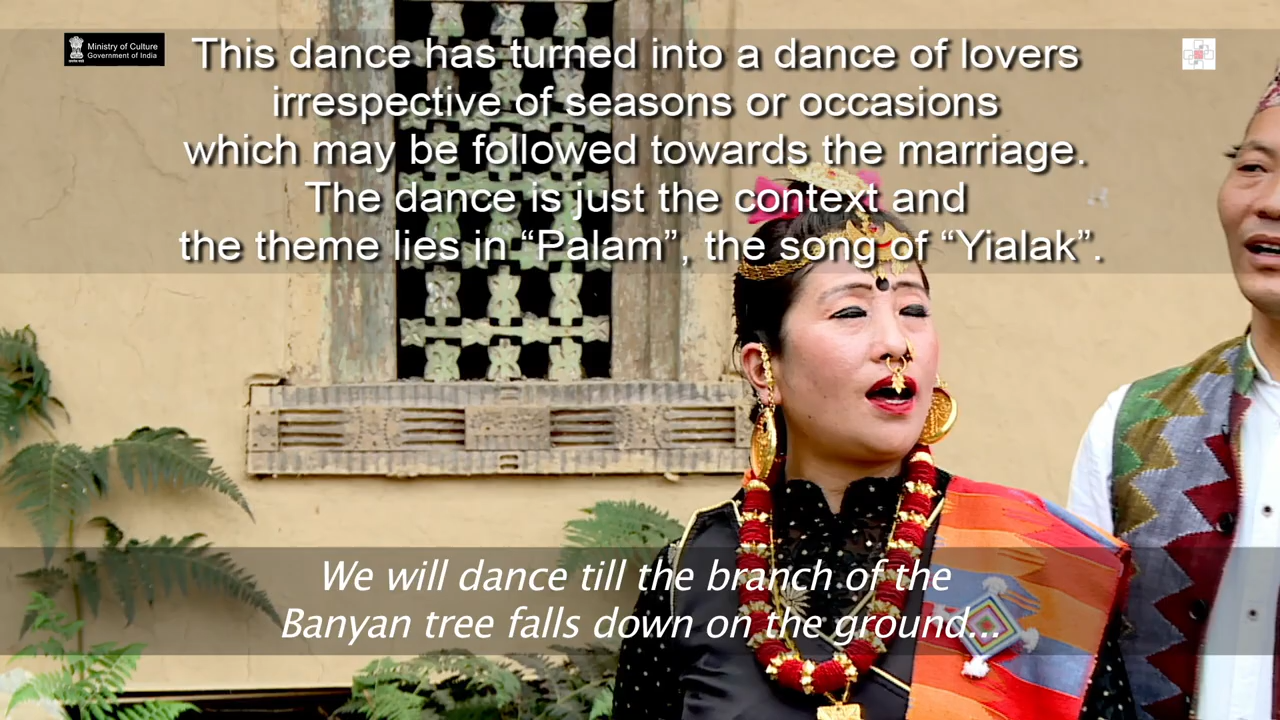 Ministry of Culture
Government of India
This dance has turned into a dance of lovers
irrespective of seasons or occasions
which may be followed towards the marriage.
The dance is just the context and
the theme lies in “Palam”, the song of “Yialak”.
We will dance till the branch of the
Banyan tree falls down on the ground...